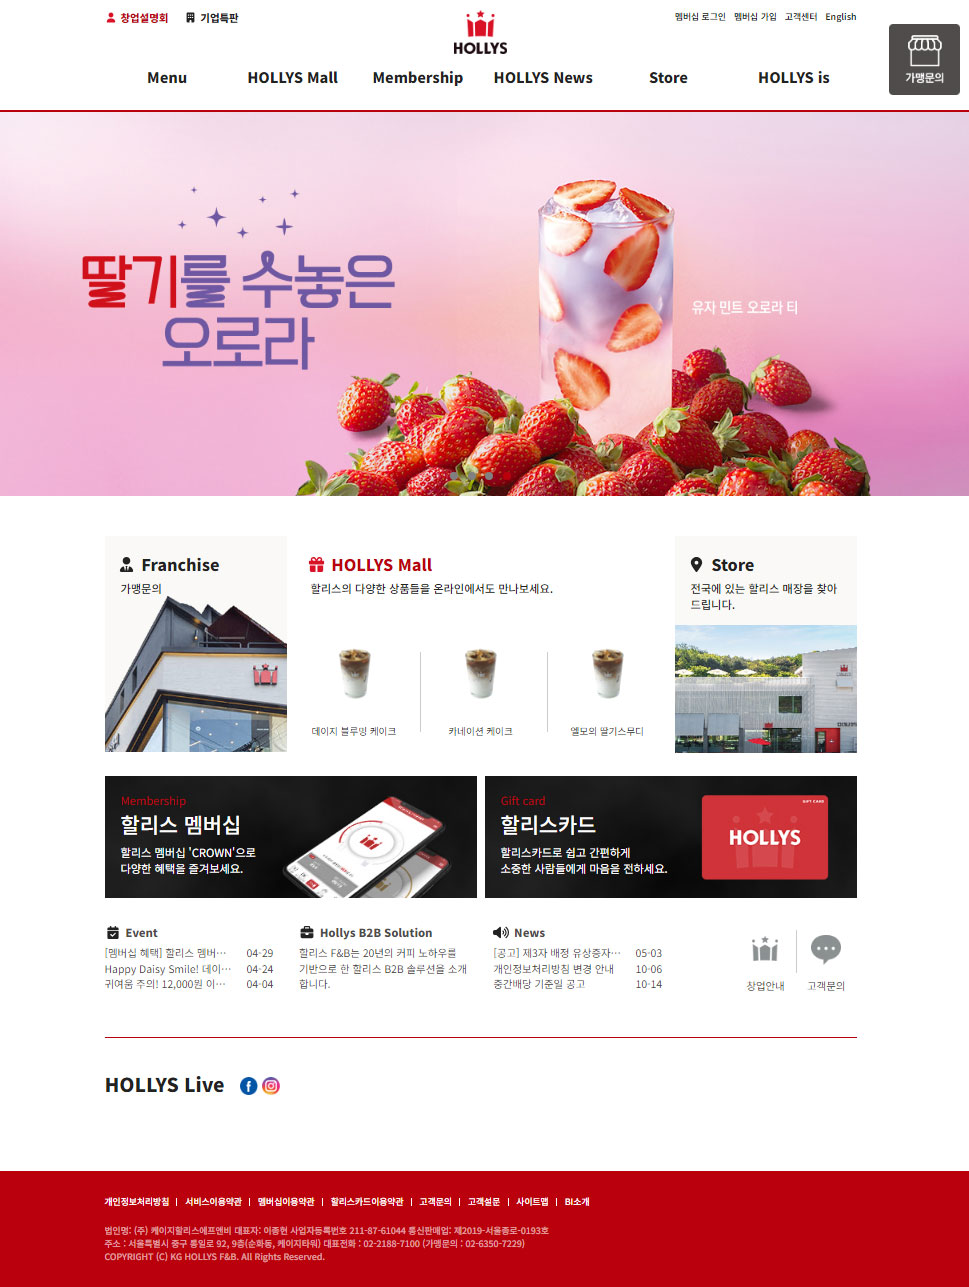 창업설명회 기업특판
HOLLYS
멤버십 로그인 멤버십 가입 고객센터 English
가맹문의
Menu HOLLYS Mall Membership HOLLYS News Store HOLLYS is
딸기를 수놓은
오로라
유자 민트 오로라 티
Franchise
가맹문의
HOLLYS Mall
할리스의 다양한 상품들을 온라인에서도 만나보세요.
데이지 블루밍 케이크
카네이션 케이크
엘모의 딸기스무디
Store
전국에 있는 할리스 매장을 찾아
드립니다.
Membership
할리스 멤버십
할리스 멤버십 'CROWN'으로
다양한 혜택을 즐겨보세요.
Gift card
할리스카드
할리스카드로 쉽고 간편하게
소중한 사람들에게 마음을 전하세요.
GIFT CARD
HOLLYS
Event
[멤버십 혜택] 할리스 멤버… 04-29
Happy Daisy Smile! 데이… 04-24
귀여움 주의! 12,000원 이… 04-04
Hollys B2B Solution
할리스 F&B는 20년의 커피 노하우를
기반으로 한 할리스 B2B 솔루션을 소개
합니다.
News
[공고] 제3자 배정 유상증자… 05-03
개인정보처리방침 변경 안내 10-06
중간배당 기준일 공고 10-14
창업안내
고객문의
HOLLYS Live
개인정보처리방침 | 서비스이용약관 | 멤버십이용약관 | 할리스카드이용약관 | 고객문의 | 고객설문 | 사이트맵 | BI소개
법인명: (주) 케이지할리스에프앤비 대표자: 이종현 사업자등록번호 211-87-61044 통신판매업: 제2019-서울종로-0193호
주소 : 서울특별시 중구 통일로 92, 9층(순화동, 케이지타워) 대표전화 : 02-2188-7100 (가맹문의 : 02-6350-7229)
COPYRIGHT (C) KG HOLLYS F&B. All Rights Reserved.